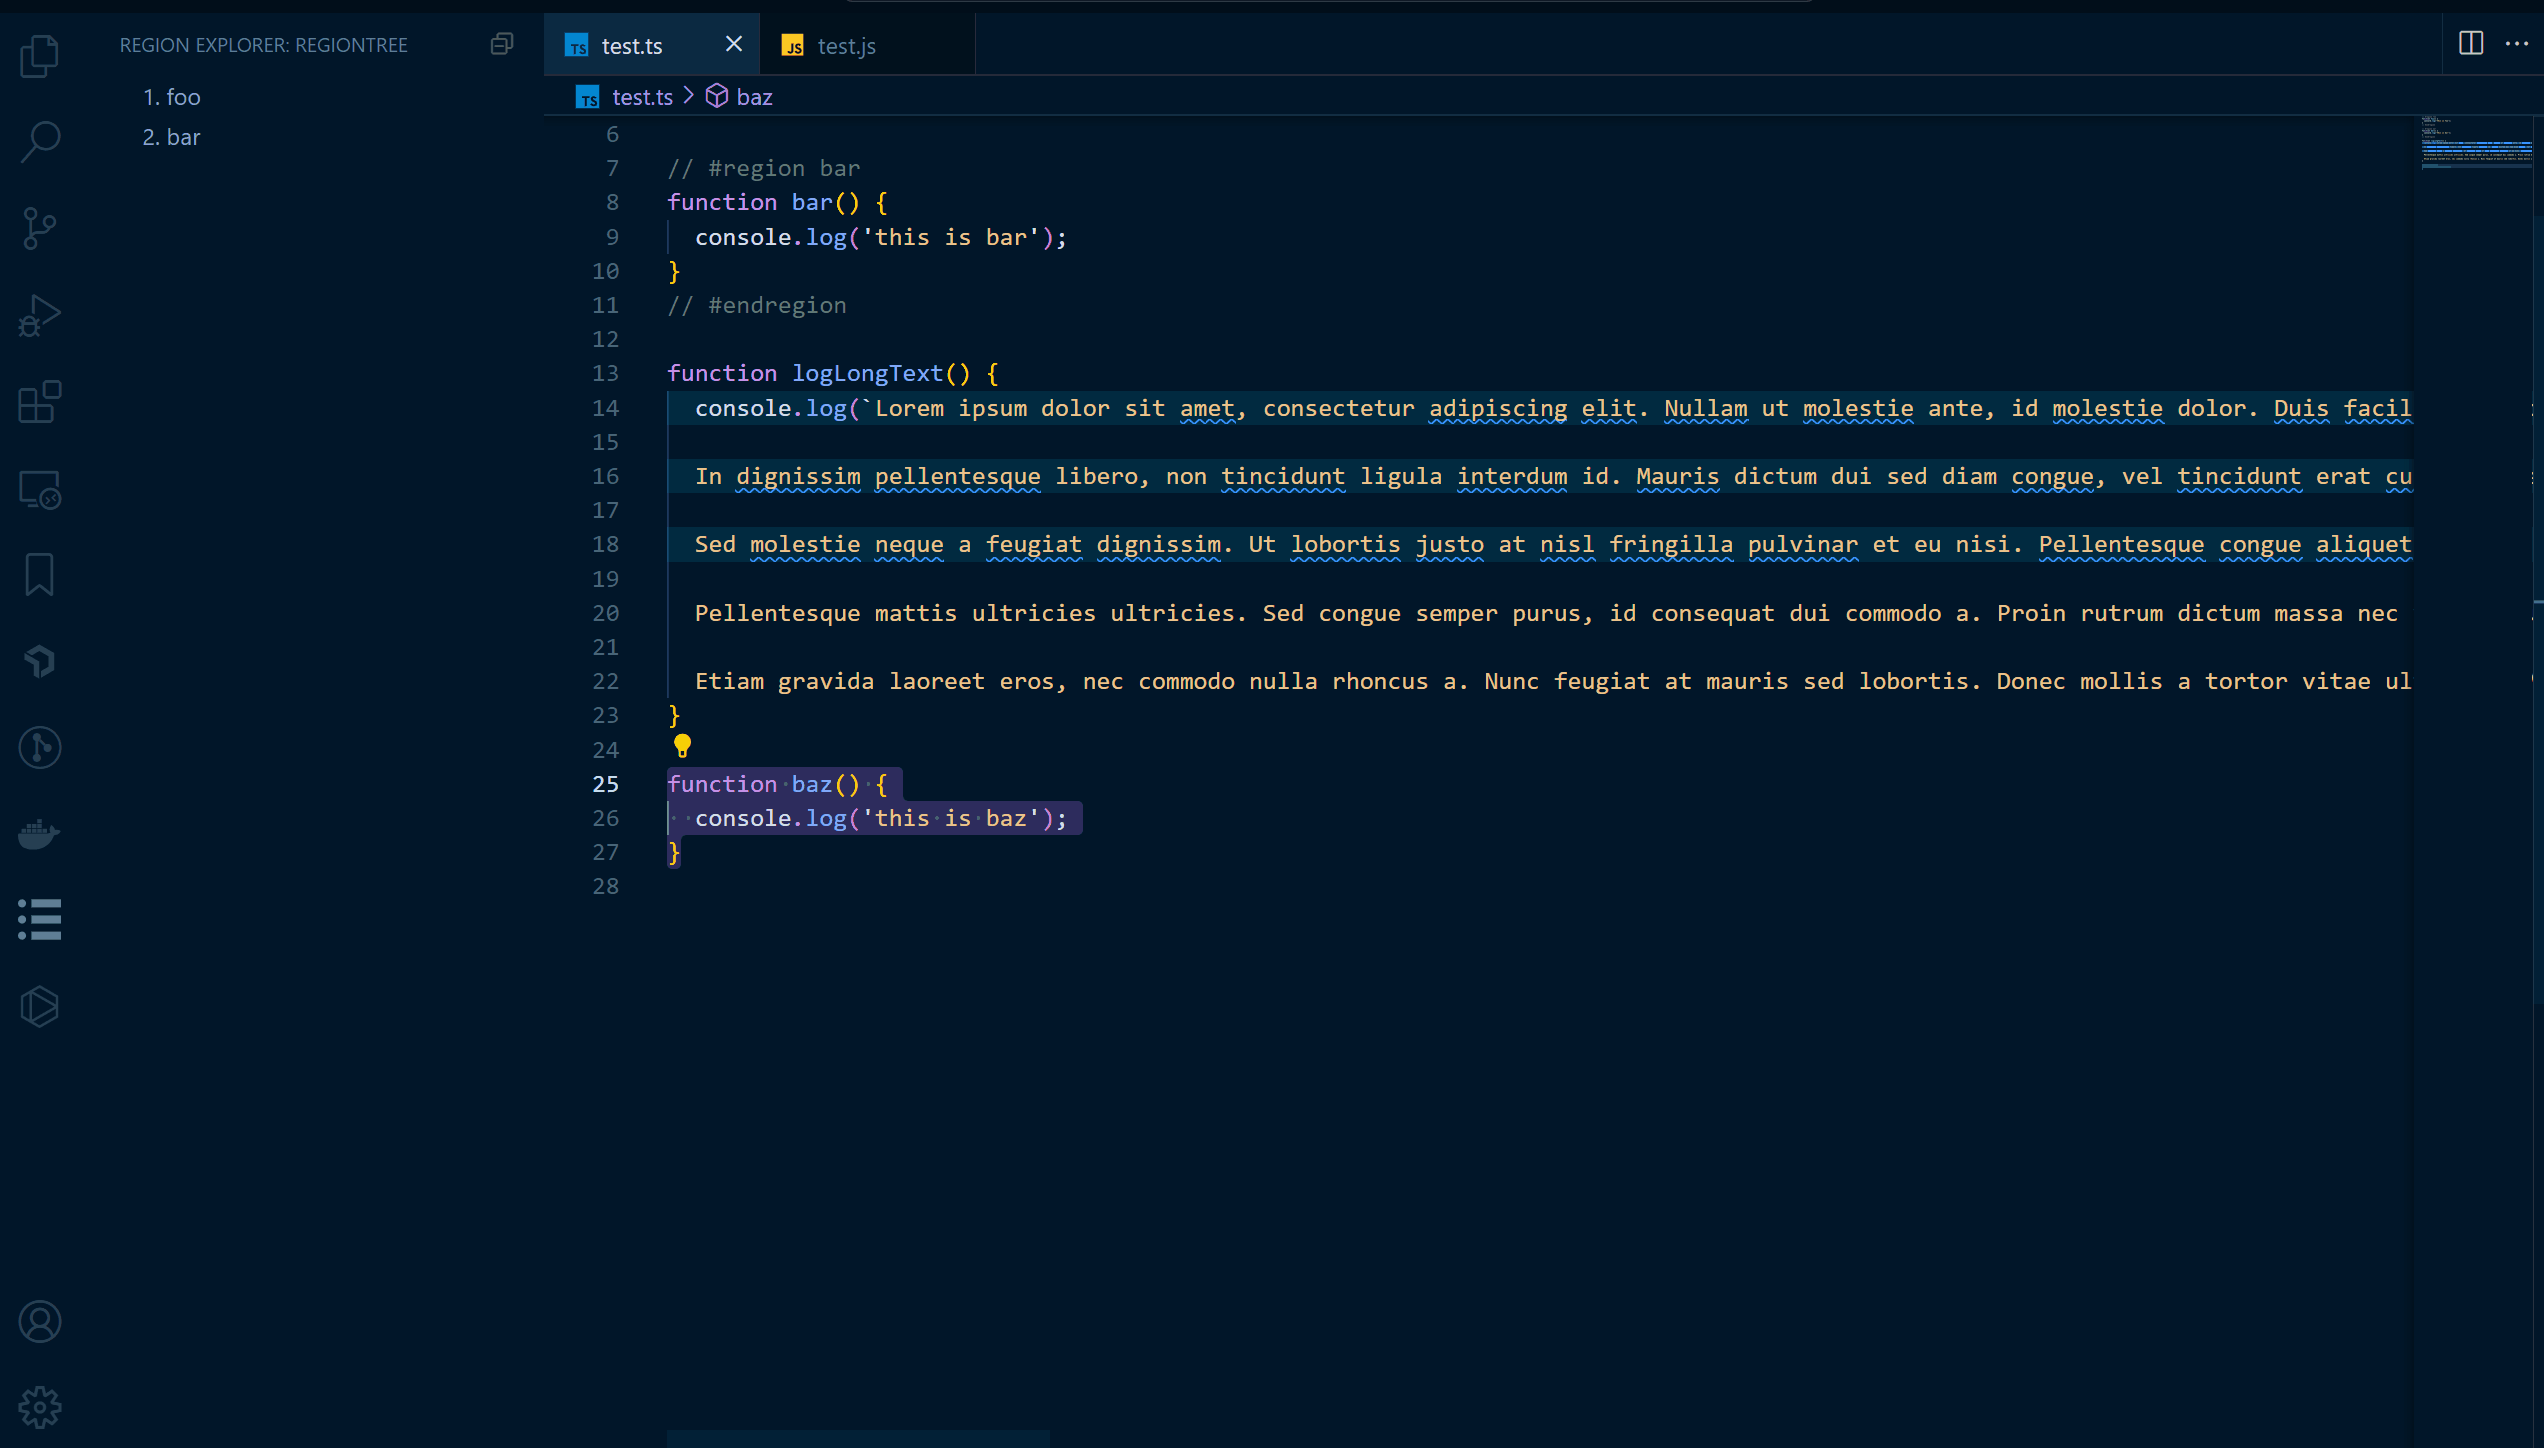 REGION EXPLORER: REGIONTREE
1. foo
2. bar
TS test.ts
JS test.js
TS test.ts > baz
6
7 // #region bar
8 function bar() {
9 console.log('this is bar');
10 }
11 // #endregion
12
13 function logLongText() {
14 console.log(`Lorem ipsum dolor sit amet, consectetur adipiscing elit. Nullam ut molestie ante, id molestie dolor. Duis facil
15
16 In dignissim pellentesque libero, non tincidunt ligula interdum id. Mauris dictum dui sed diam congue, vel tincidunt erat cu
17
18 Sed molestie neque a feugiat dignissim. Ut lobortis justo at nisl fringilla pulvinar et eu nisi. Pellentesque congue aliquet
19
20 Pellentesque mattis ultricies ultricies. Sed congue semper purus, id consequat dui commodo a. Proin rutrum dictum massa nec
21
22 Etiam gravida laoreet eros, nec commodo nulla rhoncus a. Nunc feugiat at mauris sed lobortis. Donec mollis a tortor vitae ul
23 }
24
25 function baz() {
26 console.log('this is baz');
27 }
28